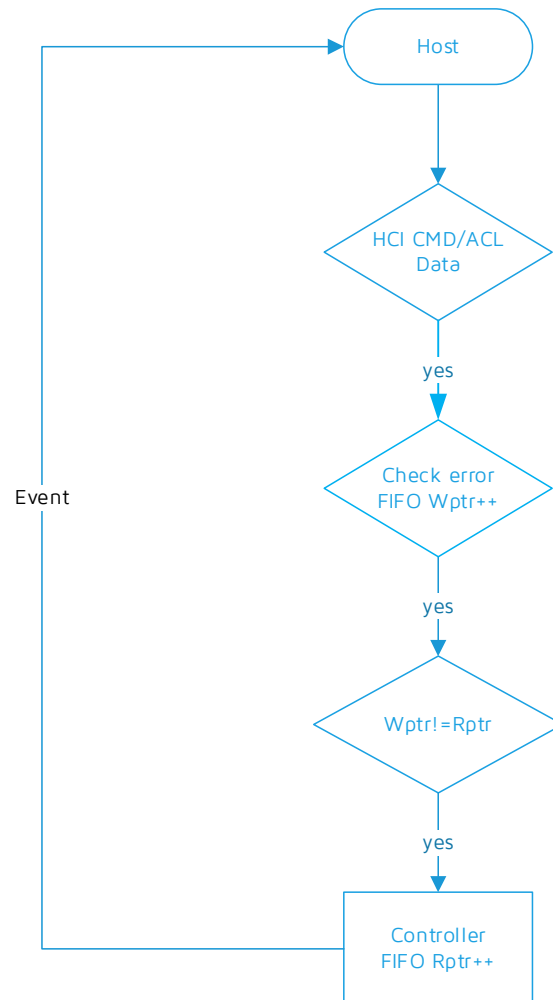 Host
HCI CMD/ACL
Data
yes
Check error
FIFO Wptr++
Event
yes
Wptr!=Rptr
yes
Controller
FIFO Rptr++